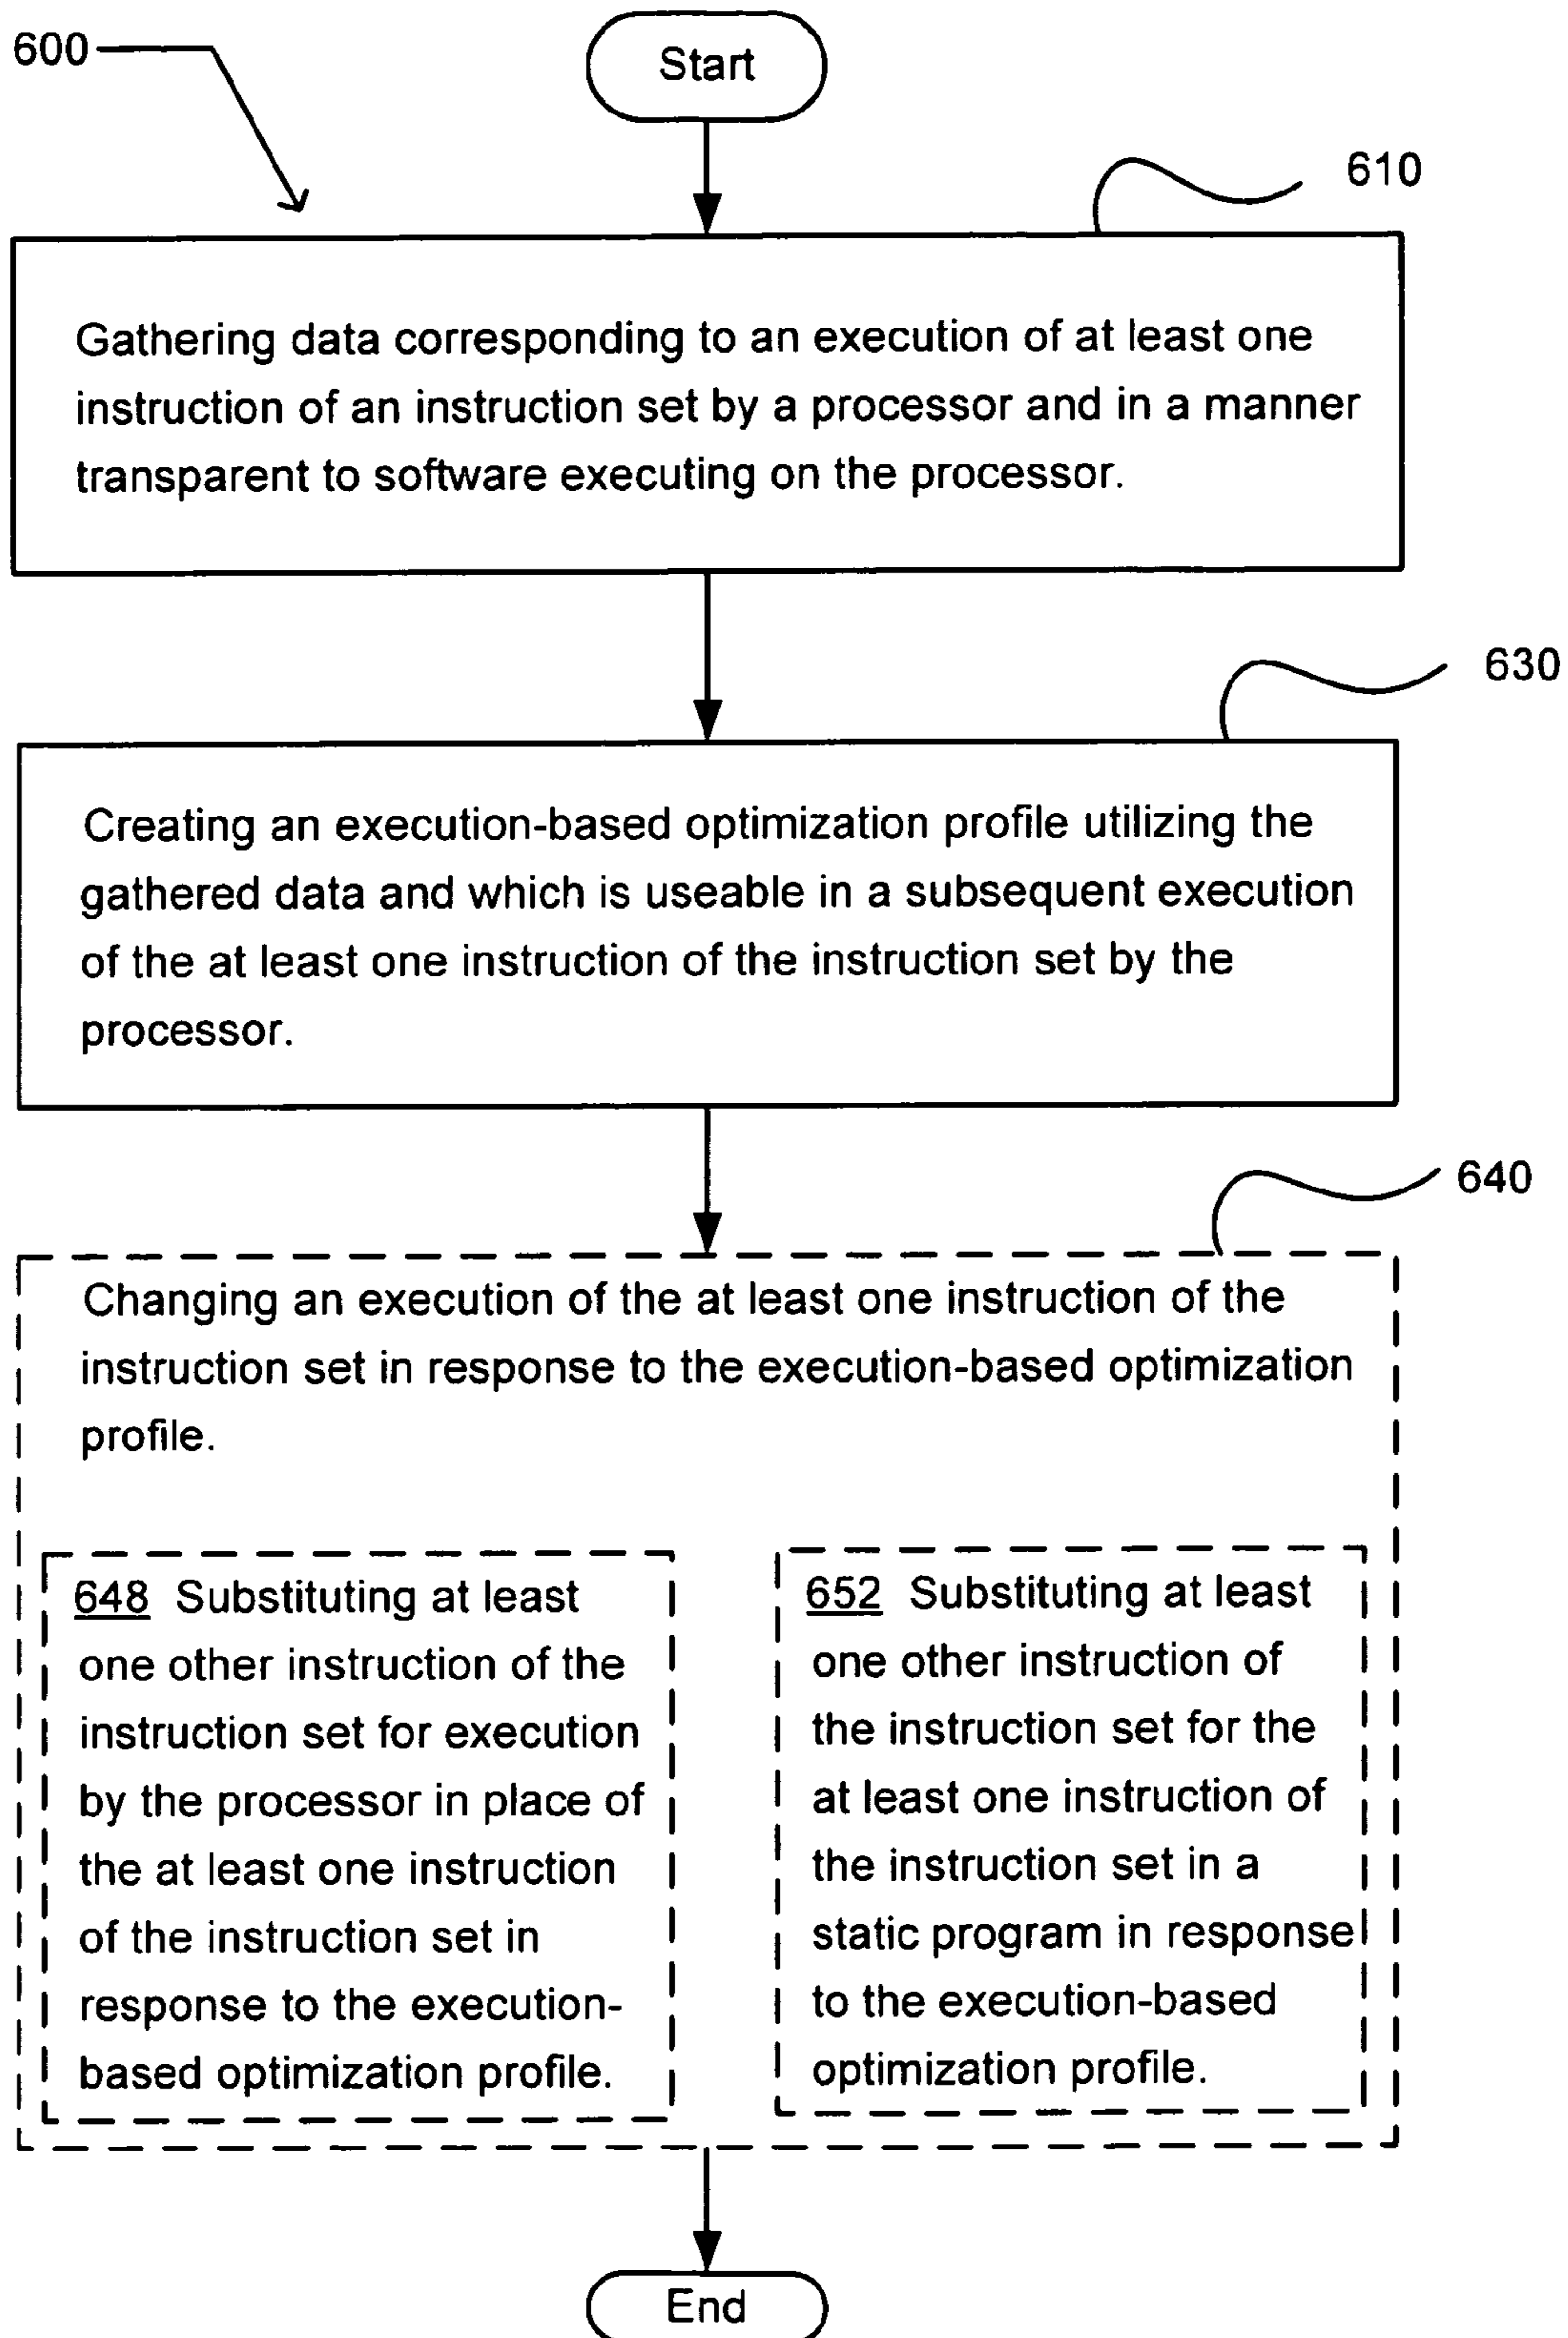 600
Start
610
Gathering data corresponding to an execution of at least one
instruction of an instruction set by a processor and in a manner
transparent to software executing on the processor.
630
Creating an execution-based optimization profile utilizing the
gathered data and which is useable in a subsequent execution
of the at least one instruction of the instruction set by the
processor.
640
Changing an execution of the at least one instruction of the
instruction set in response to the execution-based optimization
profile.
648 Substituting at least
one other instruction of the
instruction set for execution
by the processor in place of
the at least one instruction
of the instruction set in
response to the execution-
based optimization profile.
652 Substituting at least
one other instruction of
the instruction set for the
at least one instruction of
the instruction set in a
static program in response
to the execution-based
optimization profile.
End